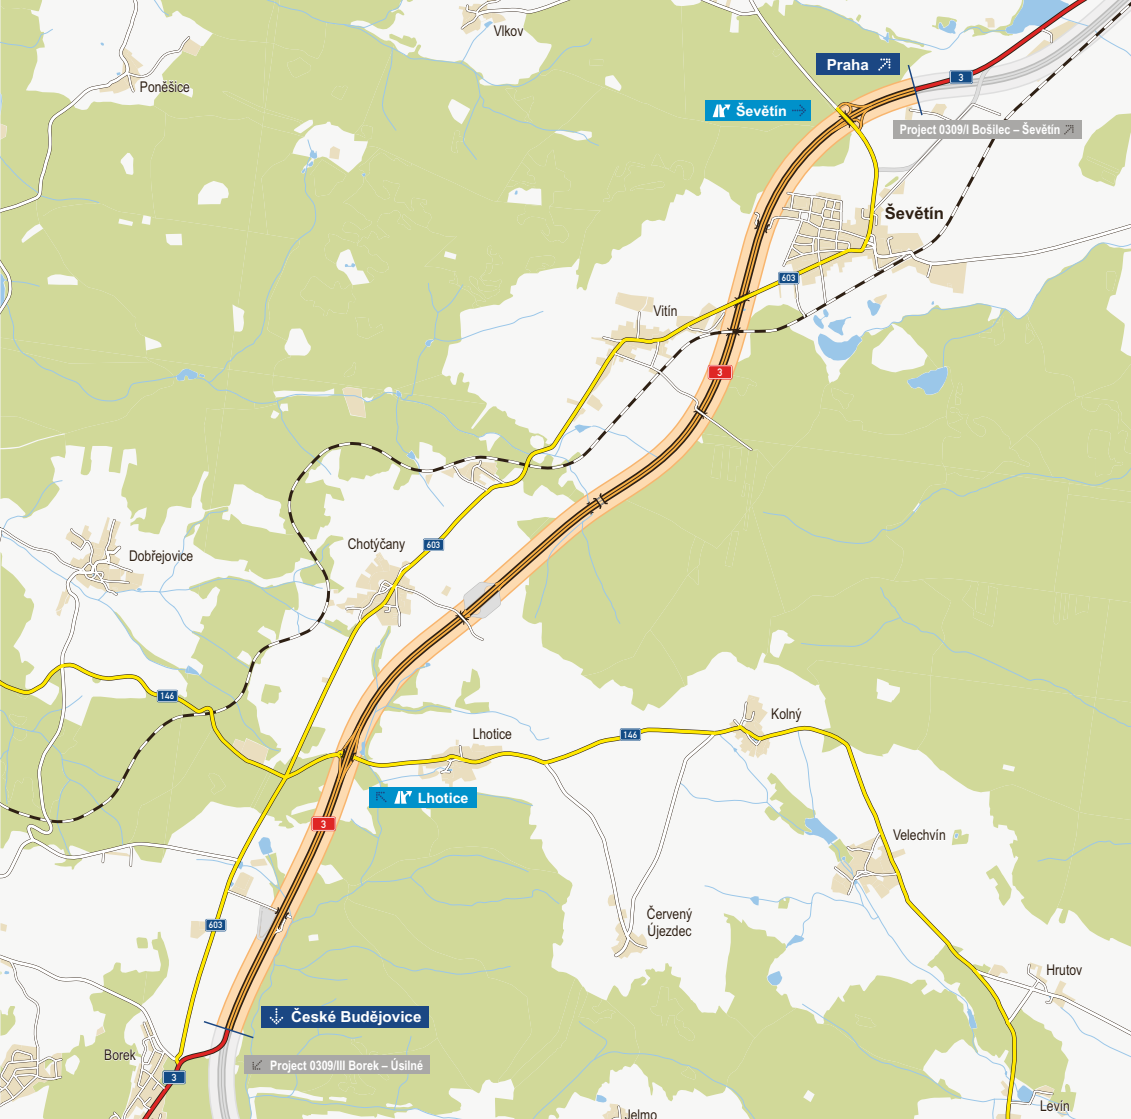 Vlkov
Praha
3
Poněšice
Ševětín
Project 0309/I Bošilec – Ševětín
Ševětín
603
Vitín
3
Chotýčany
603
Dobřejovice
146
Kolný
Lhotice
146
Lhotice
3
Velechvín
Červený
Újezdec
603
Hrutov
České Budějovice
Borek
Project 0309/III Borek – Úsilné
3
Levín
Jelmo